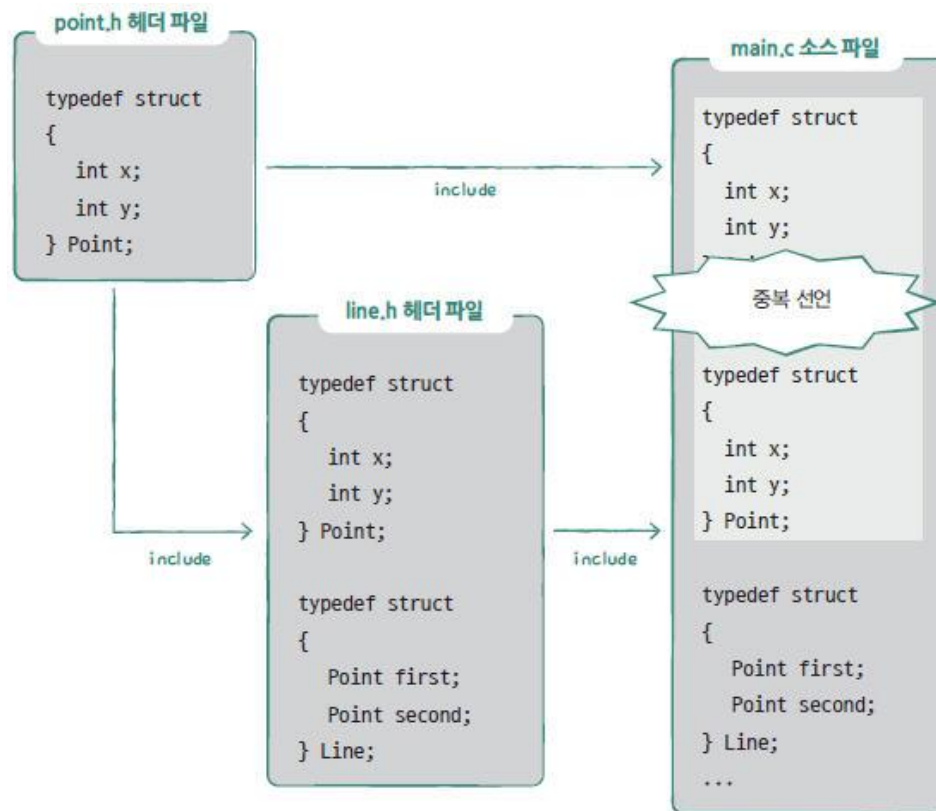 point.h 헤더 파일
typedef struct
{
int x;
int y;
} Point;
include
include
line.h 헤더 파일
typedef struct
{
int x;
int y;
} Point;
typedef struct
{
Point first;
Point second;
} Line;
include
main.c 소스 파일
typedef struct
{
int x;
int y;
중복 선언
typedef struct
{
int x;
int y;
} Point;
typedef struct
{
Point first;
Point second;
} Line;
...